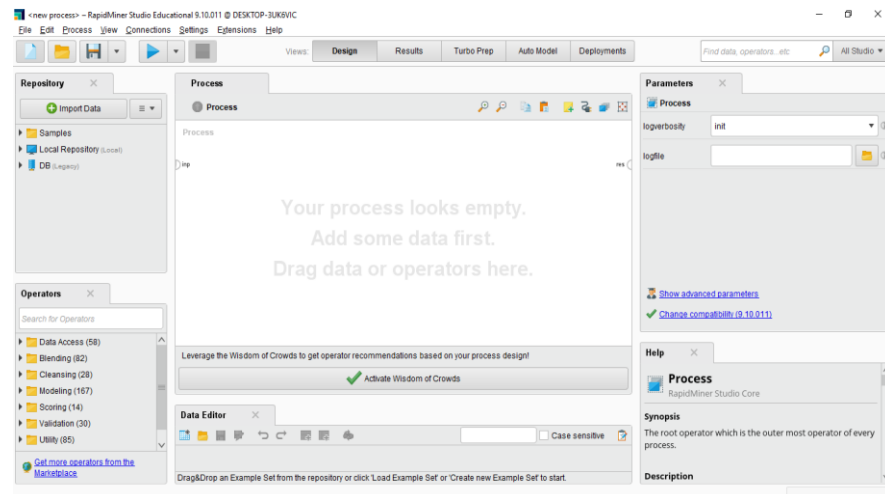 <new process> – RapidMiner Studio Educational 9.10.011 @ DESKTOP-3UK6VIC
File Edit Process View Connections Settings Extensions Help
Views: Design Results Turbo Prep Auto Model Deployments Find data, operators...etc All Studio
Repository
Import Data
Samples
Local Repository (Local)
DB (Legacy)
Operators
Search for Operators
Data Access (58)
Blending (82)
Cleansing (28)
Modeling (167)
Scoring (14)
Validation (30)
Utility (85)
Get more operators from the
Marketplace
Process
Process
Process
inp
res
Your process looks empty.
Add some data first.
Drag data or operators here.
Leverage the Wisdom of Crowds to get operator recommendations based on your process design!
Activate Wisdom of Crowds
Data Editor
Case sensitive
Drag&Drop an Example Set from the repository or click 'Load Example Set' or 'Create new Example Set' to start.
Parameters
Process
logverbosity init
logfile
Show advanced parameters
Change compatibility (9.10.011)
Help
Process
RapidMiner Studio Core
Synopsis
The root operator which is the outer most operator of every
process.
Description